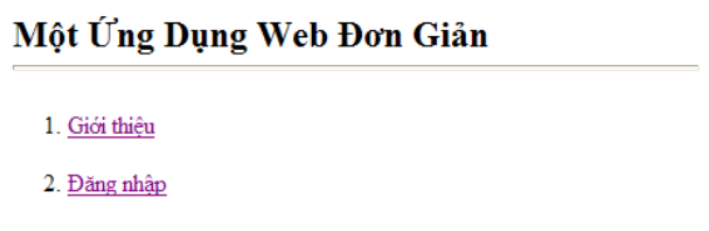 Một Ứng Dụng Web Đơn Giản
1. Giới thiệu
2. Đăng nhập